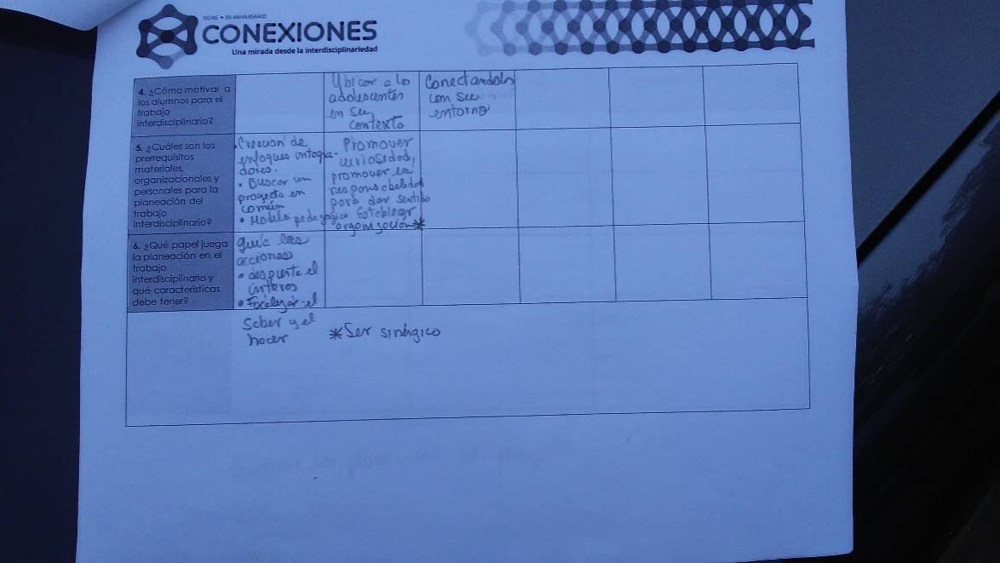 DGIRE • 50 ANIVERSARIO
CONEXIONES
Una mirada desde la interdisciplinariedad
4. ¿Cómo motivar a
los alumnos para el
trabajo
interdisciplinario?
Ubicar a los
adolescentes
en su
contexto
Conectandolos
con su
entorno
5. ¿Cuáles son los
prerrequisitos
materiales,
organizacionales y
personales para la
planeación del
trabajo
interdisciplinario?
• Creación de
enfoques integra-
dores.
• Buscar un
proyecto en
común
• Modelo pedagógico
Promover
curiosidad,
promover la
responsabilidad
para dar sentido
Establecer
organización*
6. ¿Qué papel juega
la planeación en el
trabajo
interdisciplinario y
qué características
debe tener?
guía las
acciones
• despierta el
interes
• Focalizar el
Saber y el
hacer
*Ser sinérgico